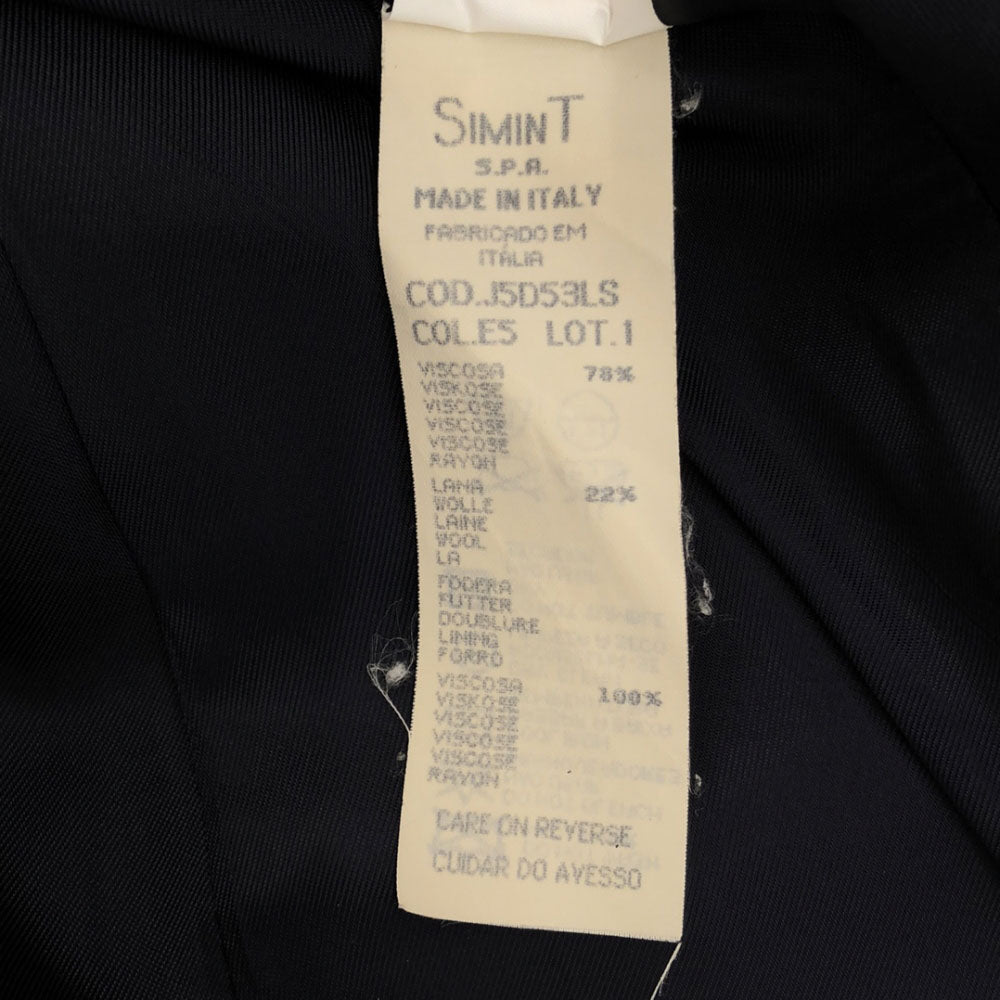 SIMINT
S.P.A.
MADE IN ITALY
FABRICADO EM
ITÁLIA
COD.J5D53LS
COL.E5 LOT.1
VISCOSA 78%
VISKOSE
VISCOSE
VISCOSE
VISCOSE
RAYON
LANA 22%
WOLLE
LAINE
WOOL
LA
FODERA
FUTTER
DOUBLURE
LINING
FORRO
VISCOSA 100%
VISKOSE
VISCOSE
VISCOSE
VISCOSE
RAYON
CARE ON REVERSE
CUIDAR DO AVESSO